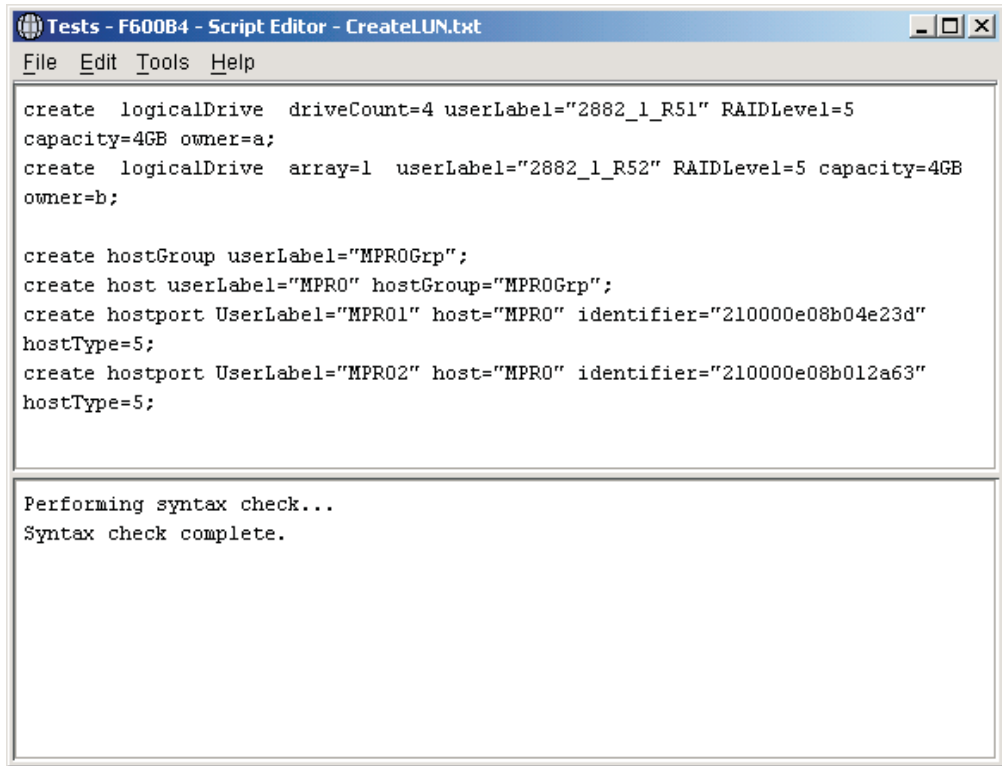 Tests - F600B4 - Script Editor - CreateLUN.txt
File Edit Tools Help
create logicalDrive driveCount=4 userLabel="2882_1_R51" RAIDLevel=5
capacity=4GB owner=a;
create logicalDrive array=1 userLabel="2882_1_R52" RAIDLevel=5 capacity=4GB
owner=b;
create hostGroup userLabel="MPR0Grp";
create host userLabel="MPR0" hostGroup="MPR0Grp";
create hostport UserLabel="MPR01" host="MPR0" identifier="210000e08b04e23d"
hostType=5;
create hostport UserLabel="MPR02" host="MPR0" identifier="210000e08b012a63"
hostType=5;
Performing syntax check...
Syntax check complete.